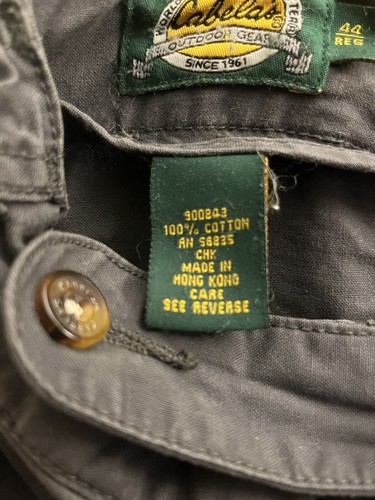 WORLD
Cabela's®
OUTDOOR GEAR
SINCE 1961
44
REG
900843
100% COTTON
RN 56835
CHK
MADE IN
HONG KONG
CARE
SEE REVERSE